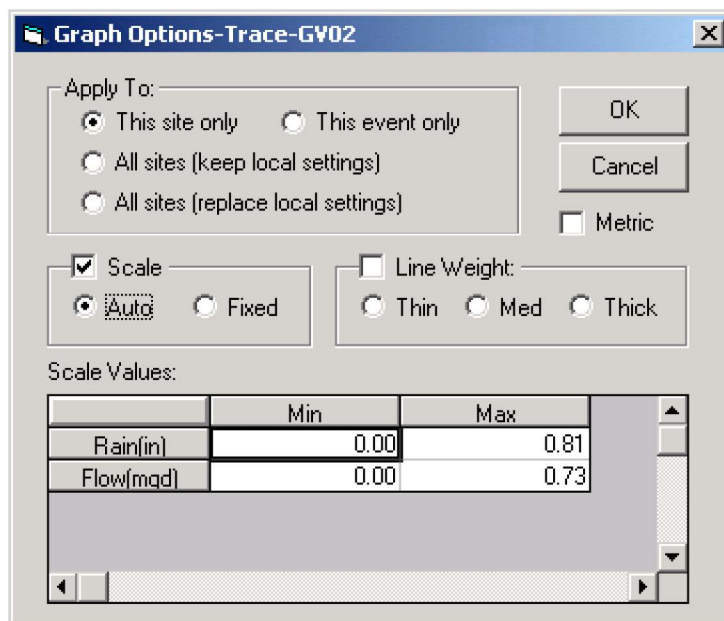 Graph Options-Trace-GV02
Apply To:
This site only This event only
All sites (keep local settings)
All sites (replace local settings)
OK
Cancel
Metric
Scale
Auto Fixed
Line Weight:
Thin Med Thick
Scale Values:
Min Max
Rain(in) 0.00 0.81
Flow(mgd) 0.00 0.73